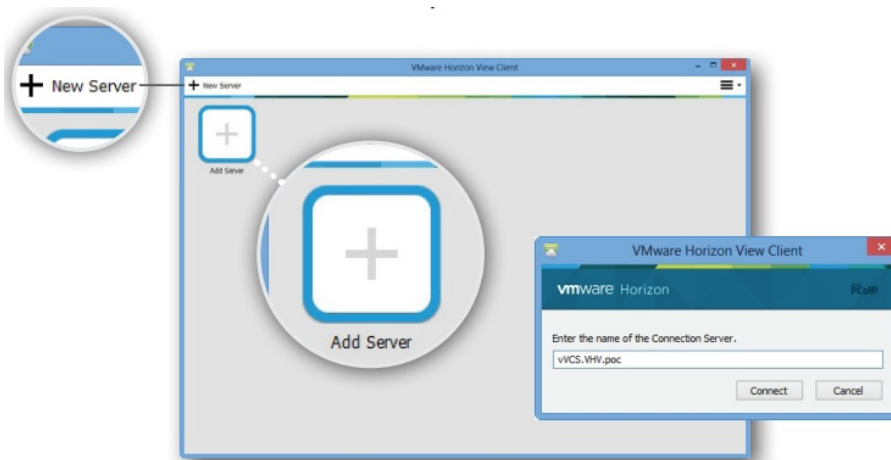 VMware Horizon View Client
+ New Server
+ New Server
Add Server
Add Server
VMware Horizon View Client
vmware Horizon
PCoIP
Enter the name of the Connection Server.
vVCS.VHV.poc
Connect
Cancel